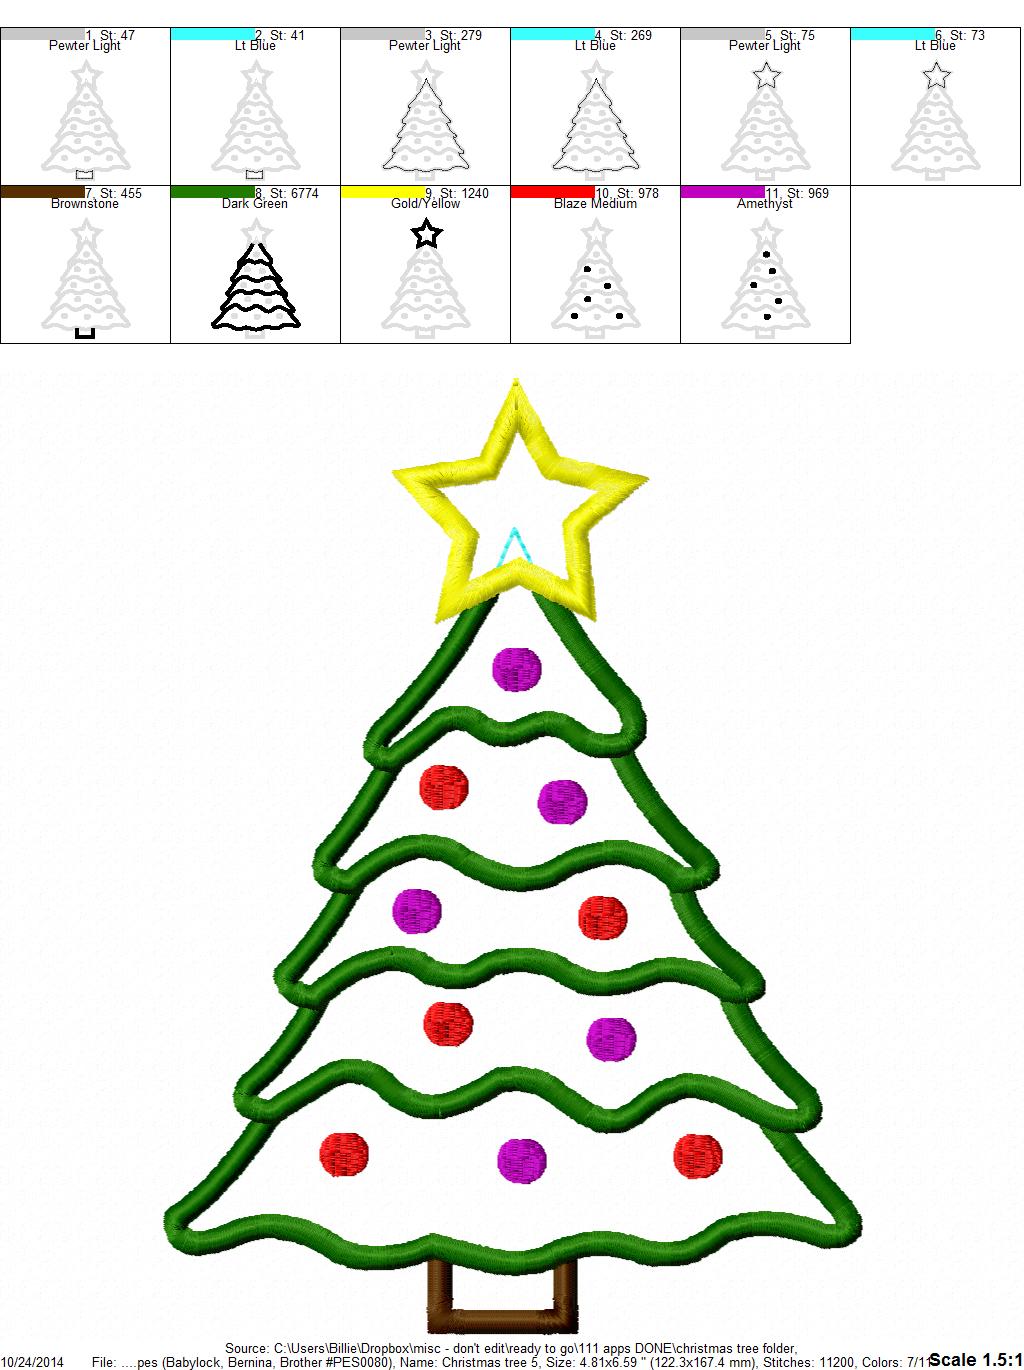 1, St: 47
Pewter Light
2, St: 41
Lt Blue
3, St: 279
Pewter Light
4, St: 269
Lt Blue
5, St: 75
Pewter Light
6, St: 73
Lt Blue
7, St: 455
Brownstone
8, St: 6774
Dark Green
9, St: 1240
Gold/Yellow
10, St: 978
Blaze Medium
11, St: 969
Amethyst
Source: C:\Users\Billie\Dropbox\misc - don't edit\ready to go\111 apps DONE\christmas tree folder,
10/24/2014 File: ....pes (Babylock, Bernina, Brother #PES0080), Name: Christmas tree 5, Size: 4.81x6.59 " (122.3x167.4 mm), Stitches: 11200, Colors: 7/11 Scale 1.5:1